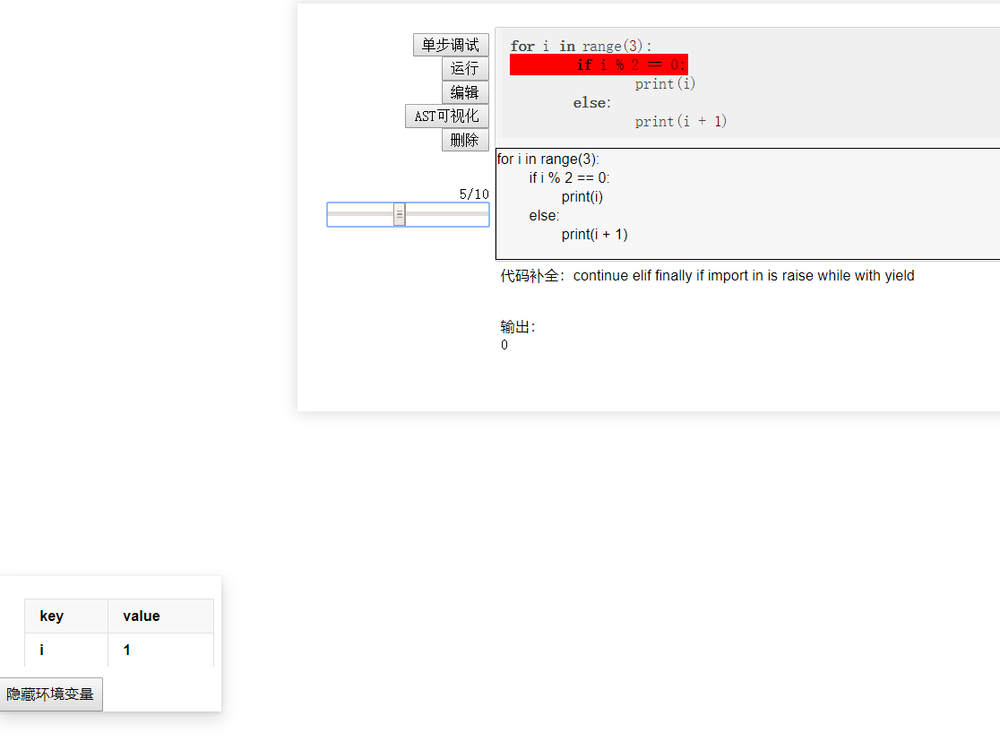 单步调试
运行
编辑
AST可视化
删除
5/10
for i in range(3):
if i % 2 == 0:
print(i)
else:
print(i + 1)
for i in range(3):
if i % 2 == 0:
print(i)
else:
print(i + 1)
代码补全：continue elif finally if import in is raise while with yield
输出：
0
key value
i 1
隐藏环境变量